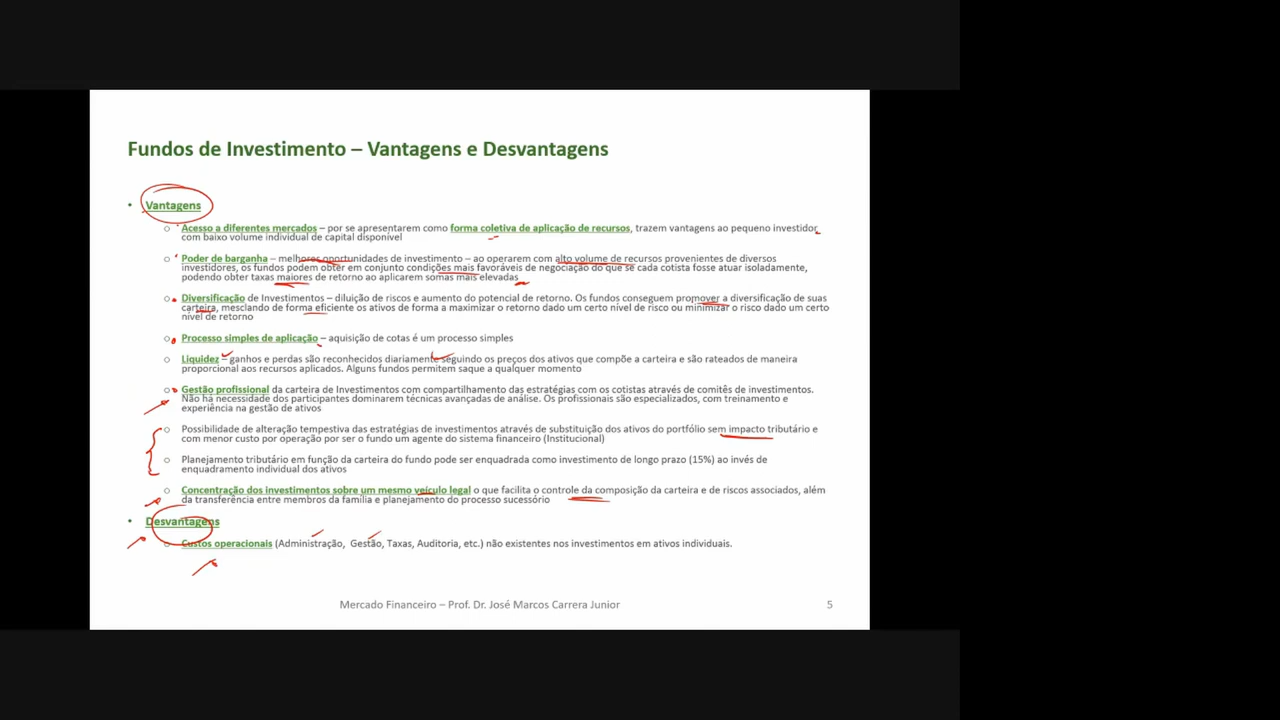 Fundos de Investimento – Vantagens e Desvantagens
• Vantagens
o Acesso a diferentes mercados – por se apresentarem como forma coletiva de aplicação de recursos, trazem vantagens ao pequeno investidor
com baixo volume individual de capital disponível
o Poder de barganha – melhores oportunidades de investimento – ao operarem com alto volume de recursos provenientes de diversos
investidores, os fundos podem obter em conjunto condições mais favoráveis de negociação do que se cada cotista fosse atuar isoladamente,
podendo obter taxas maiores de retorno ao aplicarem somas mais elevadas
o Diversificação de Investimentos – diluição de riscos e aumento do potencial de retorno. Os fundos conseguem promover a diversificação de suas
carteira, mesclando de forma eficiente os ativos de forma a maximizar o retorno dado um certo nível de risco ou minimizar o risco dado um certo
nível de retorno
o Processo simples de aplicação – aquisição de cotas é um processo simples
o Liquidez – ganhos e perdas são reconhecidos diariamente seguindo os preços dos ativos que compõe a carteira e são rateados de maneira
proporcional aos recursos aplicados. Alguns fundos permitem saque a qualquer momento
o Gestão profissional da carteira de Investimentos com compartilhamento das estratégias com os cotistas através de comitês de investimentos.
Não há necessidade dos participantes dominarem técnicas avançadas de análise. Os profissionais são especializados, com treinamento e
experiência na gestão de ativos
o Possibilidade de alteração tempestiva das estratégias de investimentos através de substituição dos ativos do portfólio sem impacto tributário e
com menor custo por operação por ser o fundo um agente do sistema financeiro (Institucional)
o Planejamento tributário em função da carteira do fundo pode ser enquadrada como investimento de longo prazo (15%) ao invés de
enquadramento individual dos ativos
o Concentração dos investimentos sobre um mesmo veículo legal o que facilita o controle da composição da carteira e de riscos associados, além
da transferência entre membros da família e planejamento do processo sucessório
• Desvantagens
o Custos operacionais (Administração, Gestão, Taxas, Auditoria, etc.) não existentes nos investimentos em ativos individuais.
Mercado Financeiro – Prof. Dr. José Marcos Carrera Junior
5